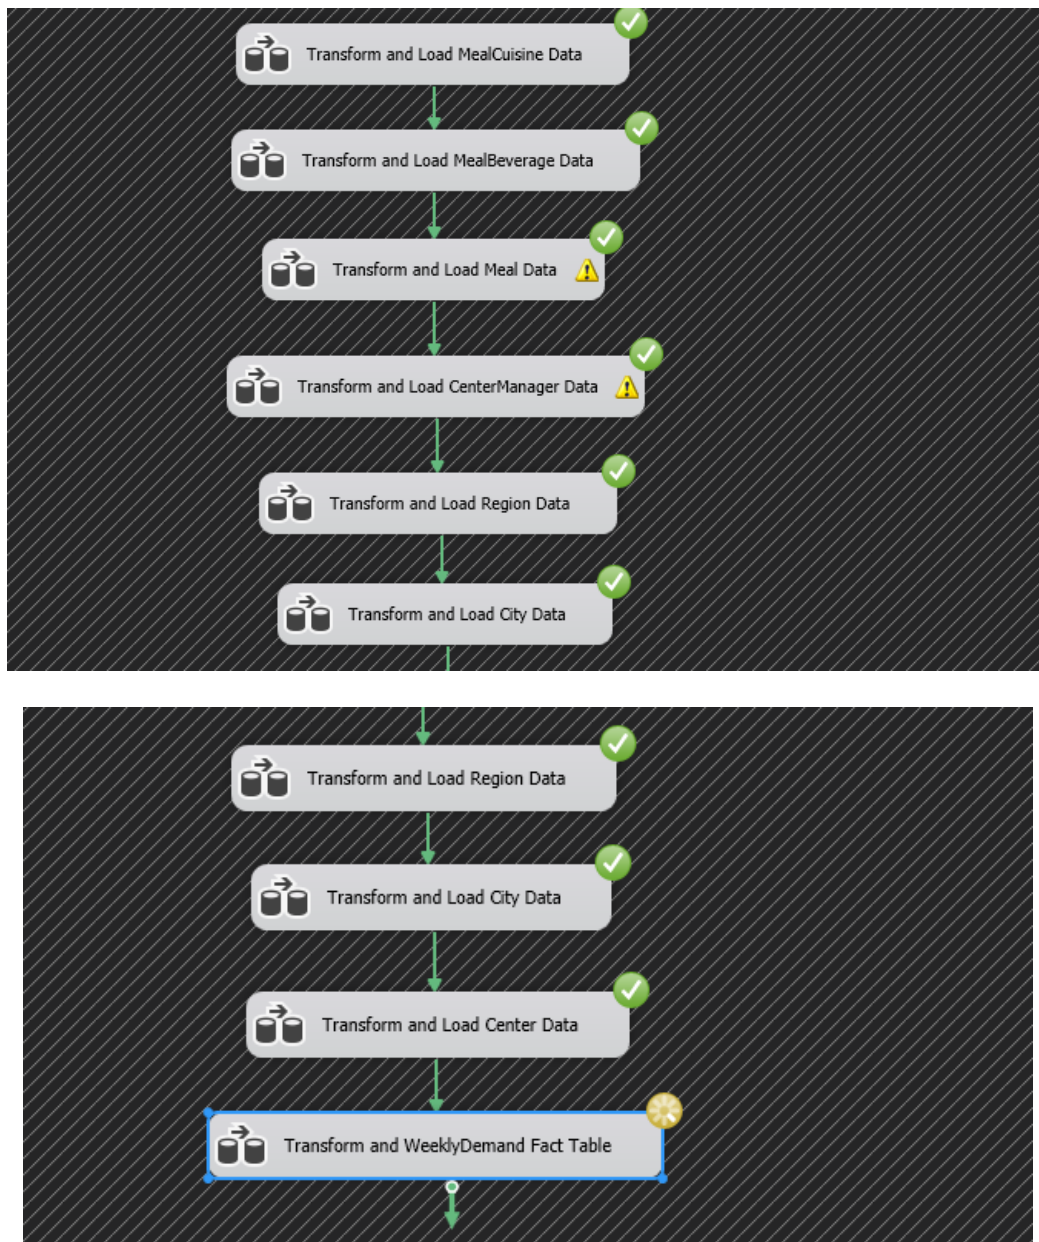 Transform and Load MealCuisine Data
Transform and Load MealBeverage Data
Transform and Load Meal Data
Transform and Load CenterManager Data
Transform and Load Region Data
Transform and Load City Data
Transform and Load Region Data
Transform and Load City Data
Transform and Load Center Data
Transform and WeeklyDemand Fact Table